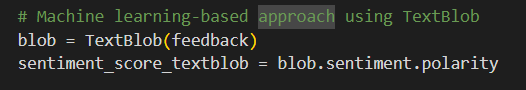 # Machine learning-based approach using TextBlob
blob = TextBlob(feedback)
sentiment_score_textblob = blob.sentiment.polarity